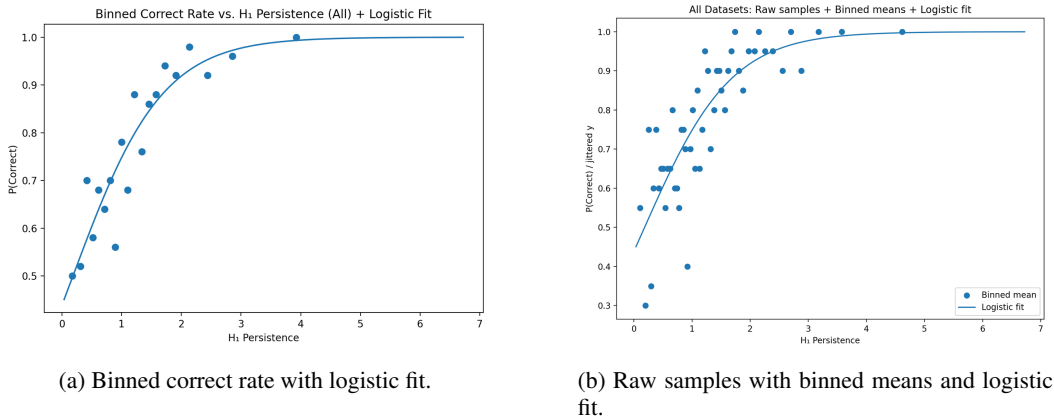 Binned Correct Rate vs. H₁ Persistence (All) + Logistic Fit
1.0
0.9
0.8
0.7
0.6
0.5
P(Correct)
0 1 2 3 4 5 6 7
H₁ Persistence
(a) Binned correct rate with logistic fit.
All Datasets: Raw samples + Binned means + Logistic fit
1.0
0.9
0.8
0.7
0.6
0.5
0.4
0.3
P(Correct) / jittered y
Binned mean
Logistic fit
0 1 2 3 4 5 6 7
H₁ Persistence
(b) Raw samples with binned means and logistic
fit.